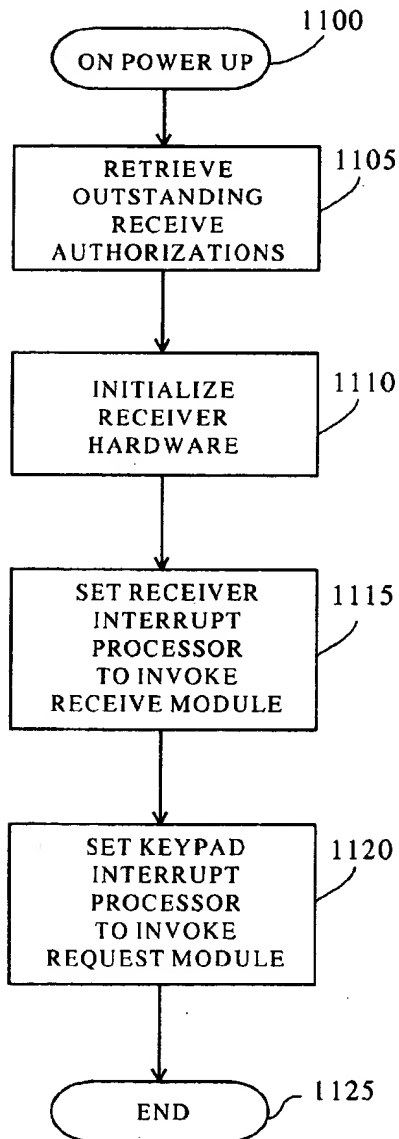 1100
ON POWER UP
1105
RETRIEVE
OUTSTANDING
RECEIVE
AUTHORIZATIONS
1110
INITIALIZE
RECEIVER
HARDWARE
1115
SET RECEIVER
INTERRUPT
PROCESSOR
TO INVOKE
RECEIVE MODULE
1120
SET KEYPAD
INTERRUPT
PROCESSOR
TO INVOKE
REQUEST MODULE
1125
END